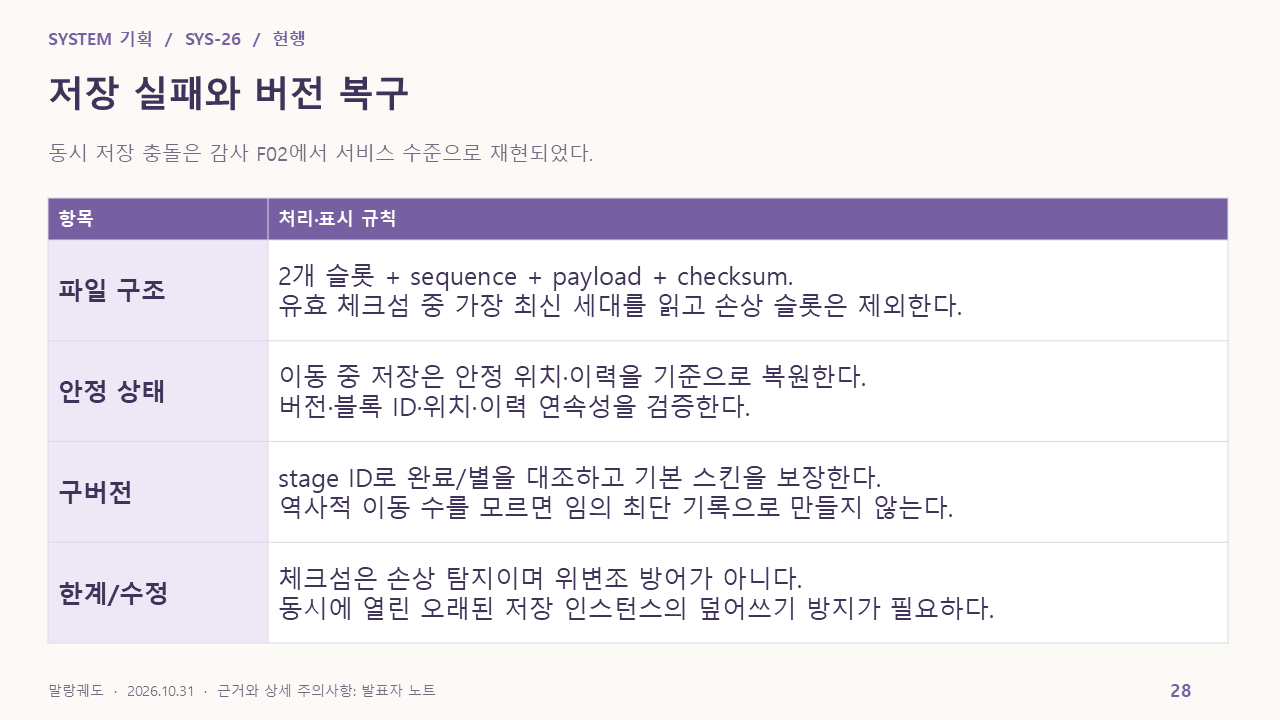 SYSTEM 기획 / SYS-26 / 현행
저장 실패와 버전 복구
동시 저장 충돌은 감사 F02에서 서비스 수준으로 재현되었다.
항목
처리·표시 규칙
파일 구조
2개 슬롯 + sequence + payload + checksum.
유효 체크섬 중 가장 최신 세대를 읽고 손상 슬롯은 제외한다.
안정 상태
이동 중 저장은 안정 위치·이력을 기준으로 복원한다.
버전·블록 ID·위치·이력 연속성을 검증한다.
구버전
stage ID로 완료/별을 대조하고 기본 스킨을 보장한다.
역사적 이동 수를 모르면 임의 최단 기록으로 만들지 않는다.
한계/수정
체크섬은 손상 탐지이며 위변조 방어가 아니다.
동시에 열린 오래된 저장 인스턴스의 덮어쓰기 방지가 필요하다.
말랑궤도 · 2026.10.31 · 근거와 상세 주의사항: 발표자 노트
28